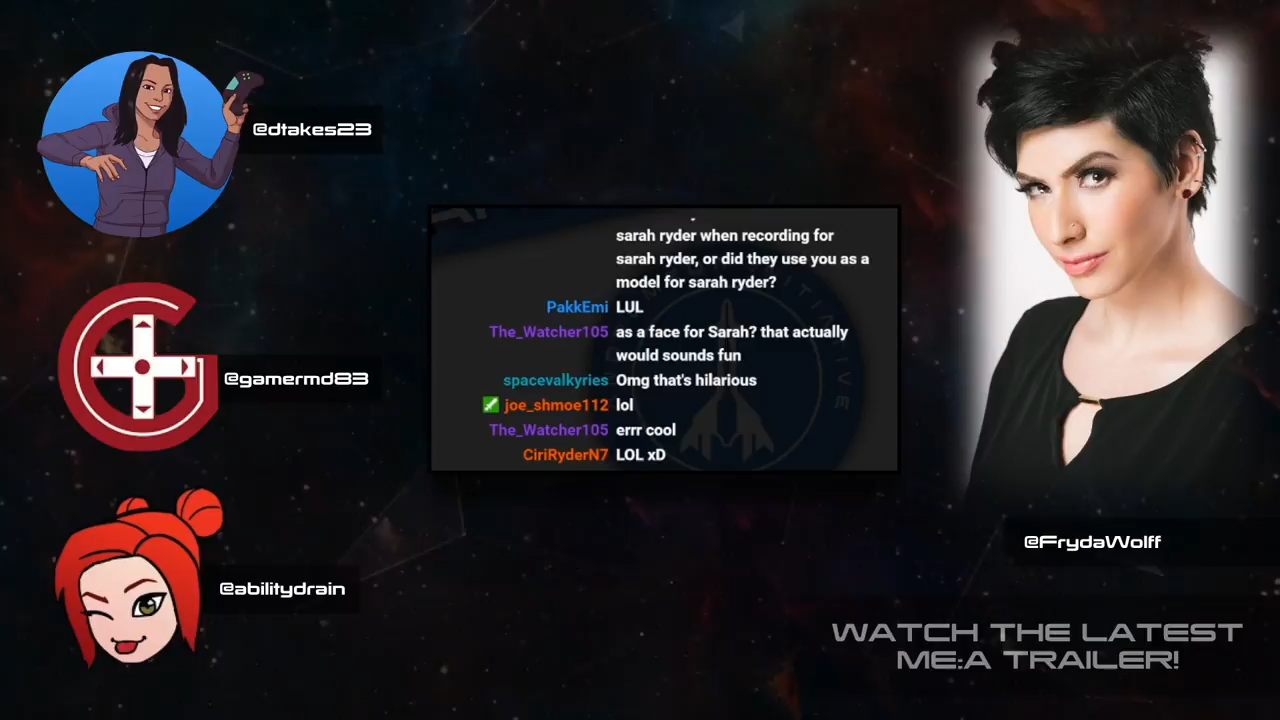 @dtakes23
@gamermd83
@abilitydrain
sarah ryder when recording for
sarah ryder, or did they use you as a
model for sarah ryder?
PakkEmi LUL
The_Watcher105 as a face for Sarah? that actually
would sounds fun
spacevalkyries Omg that's hilarious
joe_shmoe112 lol
The_Watcher105 errr cool
CiriRyderN7 LOL xD
@FrydaWolff
WATCH THE LATEST
ME:A TRAILER!